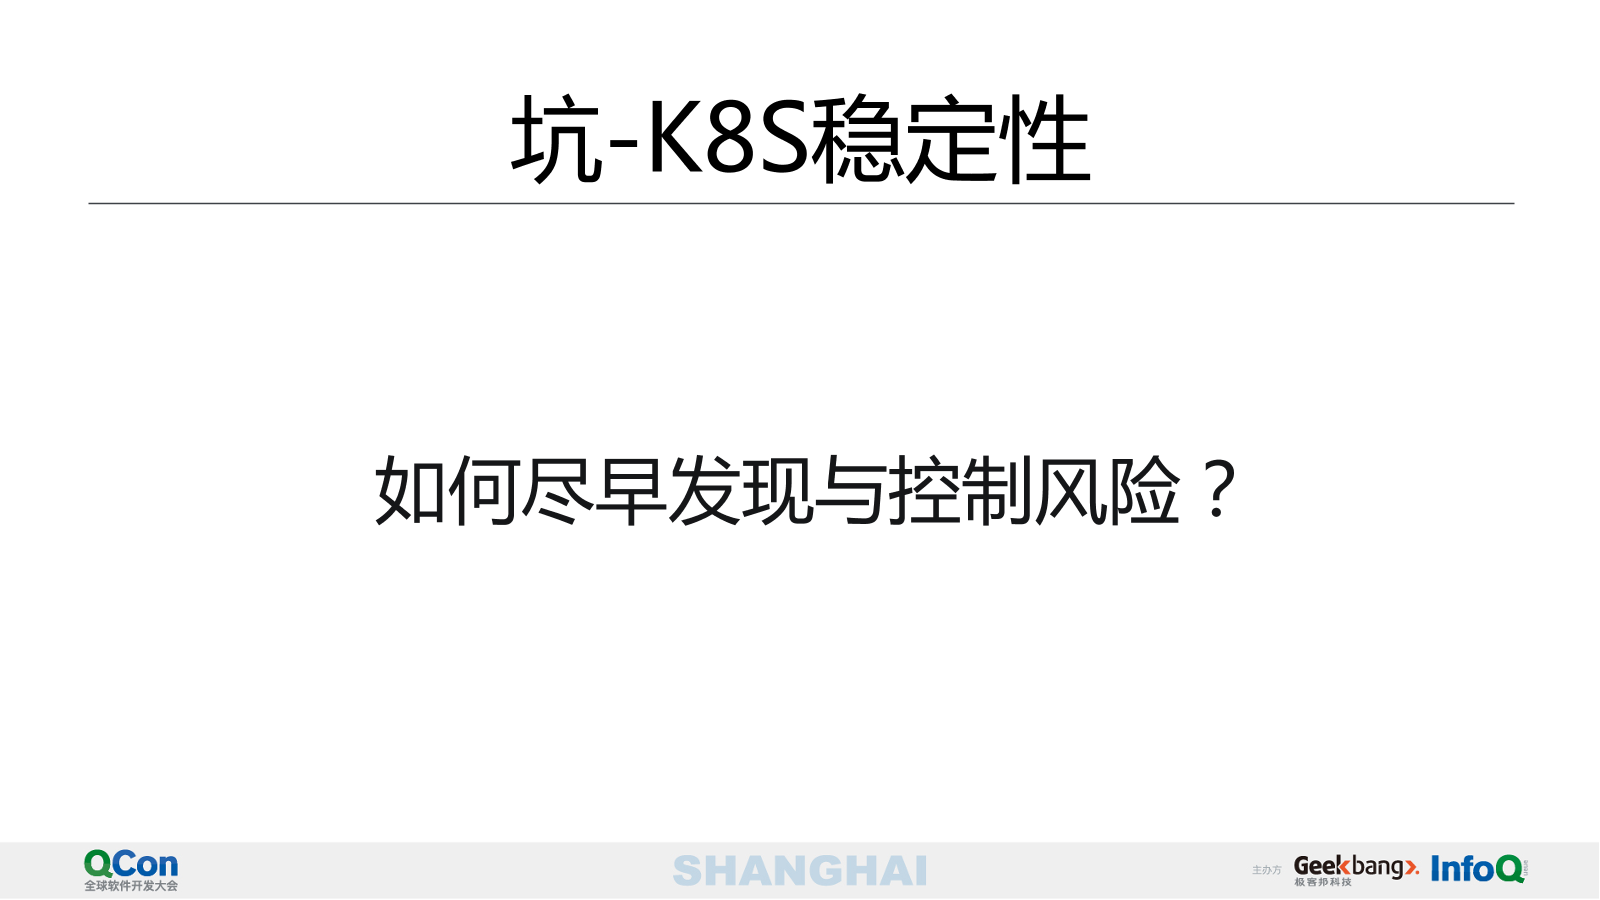 坑-K8S稳定性
如何尽早发现与控制风险？
QCon
全球软件开发大会
SHANGHAI
主办方
Geekbang
极客邦科技
InfoQ